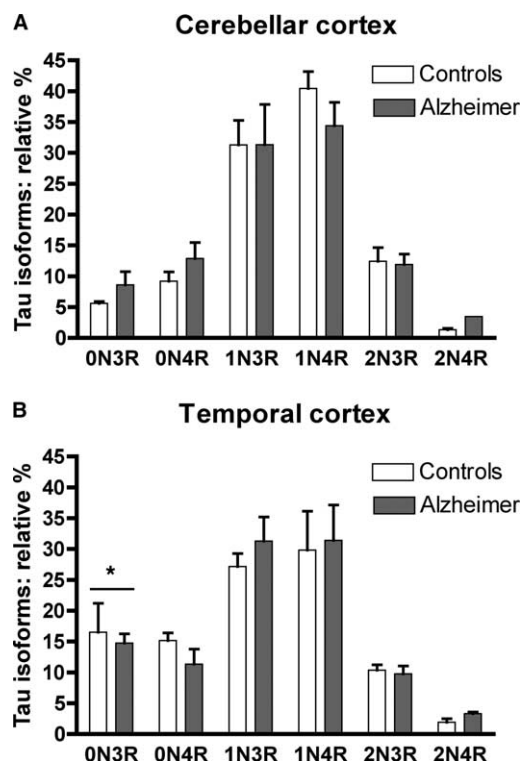 A
Cerebellar cortex
Tau isoforms: relative %
45
40
35
30
25
20
15
10
5
0
Controls
Alzheimer
0N3R 0N4R 1N3R 1N4R 2N3R 2N4R
B
Temporal cortex
Tau isoforms: relative %
45
40
35
30
25
20
15
10
5
0
Controls
Alzheimer
*
0N3R 0N4R 1N3R 1N4R 2N3R 2N4R